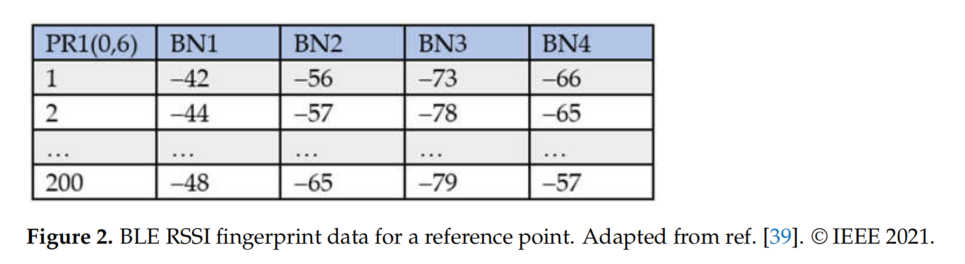 PR1(0,6) BN1 BN2 BN3 BN4
1 –42 –56 –73 –66
2 –44 –57 –78 –65
... ... ... ... ...
200 –48 –65 –79 –57
Figure 2. BLE RSSI fingerprint data for a reference point. Adapted from ref. [39]. © IEEE 2021.